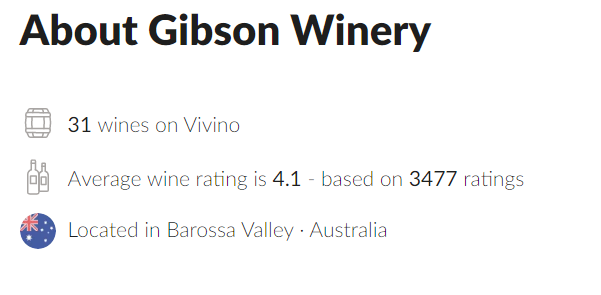 About Gibson Winery
31 wines on Vivino
Average wine rating is 4.1 - based on 3477 ratings
Located in Barossa Valley · Australia